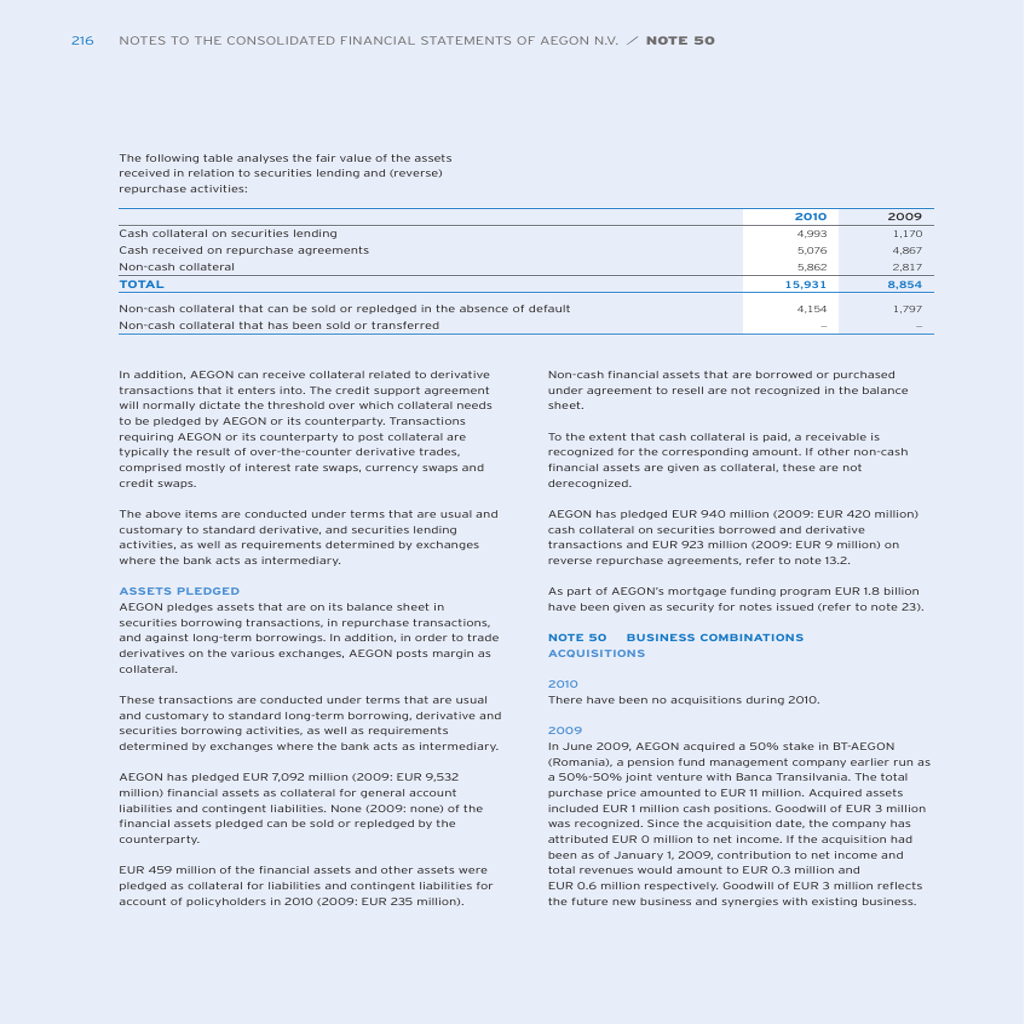 216 NOTES TO THE CONSOLIDATED FINANCIAL STATEMENTS OF AEGON N.V. / NOTE 50
The following table analyses the fair value of the assets
received in relation to securities lending and (reverse)
repurchase activities:
2010 2009
Cash collateral on securities lending 4,993 1,170
Cash received on repurchase agreements 5,076 4,867
Non-cash collateral 5,862 2,817
TOTAL 15,931 8,854
Non-cash collateral that can be sold or repledged in the absence of default 4,154 1,797
Non-cash collateral that has been sold or transferred – –
In addition, AEGON can receive collateral related to derivative
transactions that it enters into. The credit support agreement
will normally dictate the threshold over which collateral needs
to be pledged by AEGON or its counterparty. Transactions
requiring AEGON or its counterparty to post collateral are
typically the result of over-the-counter derivative trades,
comprised mostly of interest rate swaps, currency swaps and
credit swaps.
The above items are conducted under terms that are usual and
customary to standard derivative, and securities lending
activities, as well as requirements determined by exchanges
where the bank acts as intermediary.
ASSETS PLEDGED
AEGON pledges assets that are on its balance sheet in
securities borrowing transactions, in repurchase transactions,
and against long-term borrowings. In addition, in order to trade
derivatives on the various exchanges, AEGON posts margin as
collateral.
These transactions are conducted under terms that are usual
and customary to standard long-term borrowing, derivative and
securities borrowing activities, as well as requirements
determined by exchanges where the bank acts as intermediary.
AEGON has pledged EUR 7,092 million (2009: EUR 9,532
million) financial assets as collateral for general account
liabilities and contingent liabilities. None (2009: none) of the
financial assets pledged can be sold or repledged by the
counterparty.
EUR 459 million of the financial assets and other assets were
pledged as collateral for liabilities and contingent liabilities for
account of policyholders in 2010 (2009: EUR 235 million).
Non-cash financial assets that are borrowed or purchased
under agreement to resell are not recognized in the balance
sheet.
To the extent that cash collateral is paid, a receivable is
recognized for the corresponding amount. If other non-cash
financial assets are given as collateral, these are not
derecognized.
AEGON has pledged EUR 940 million (2009: EUR 420 million)
cash collateral on securities borrowed and derivative
transactions and EUR 923 million (2009: EUR 9 million) on
reverse repurchase agreements, refer to note 13.2.
As part of AEGON's mortgage funding program EUR 1.8 billion
have been given as security for notes issued (refer to note 23).
NOTE 50 BUSINESS COMBINATIONS
ACQUISITIONS
2010
There have been no acquisitions during 2010.
2009
In June 2009, AEGON acquired a 50% stake in BT-AEGON
(Romania), a pension fund management company earlier run as
a 50%-50% joint venture with Banca Transilvania. The total
purchase price amounted to EUR 11 million. Acquired assets
included EUR 1 million cash positions. Goodwill of EUR 3 million
was recognized. Since the acquisition date, the company has
attributed EUR 0 million to net income. If the acquisition had
been as of January 1, 2009, contribution to net income and
total revenues would amount to EUR 0.3 million and
EUR 0.6 million respectively. Goodwill of EUR 3 million reflects
the future new business and synergies with existing business.